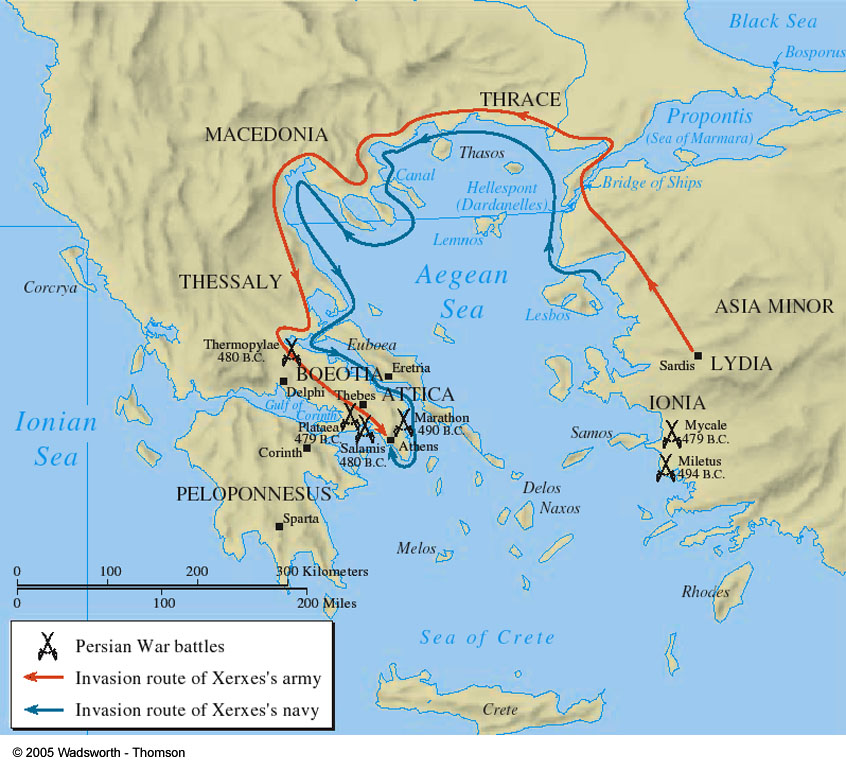 Black Sea
Bosporus
THRACE
Propontis
(Sea of Marmara)
MACEDONIA
Thasos
Canal
Hellespont
(Dardanelles)
Bridge of Ships
Lemnos
Corcrya
THESSALY
Aegean
Sea
Lesbos
ASIA MINOR
Thermopylae
480 B.C.
Euboea
Sardis
LYDIA
BOEOTIA
Eretria
Delphi
Thebes
ATTICA
IONIA
Gulf of
Corinth
Plataea
479 B.C.
Marathon
490 B.C.
Mycale
479 B.C.
Ionian
Sea
Corinth
Salamis
480 B.C.
Athens
Samos
Miletus
494 B.C.
PELOPONNESUS
Delos
Naxos
Sparta
Melos
Rhodes
0 100 200 300 Kilometers
0 100 200 Miles
Sea of Crete
Crete
Persian War battles
Invasion route of Xerxes's army
Invasion route of Xerxes's navy
© 2005 Wadsworth - Thomson